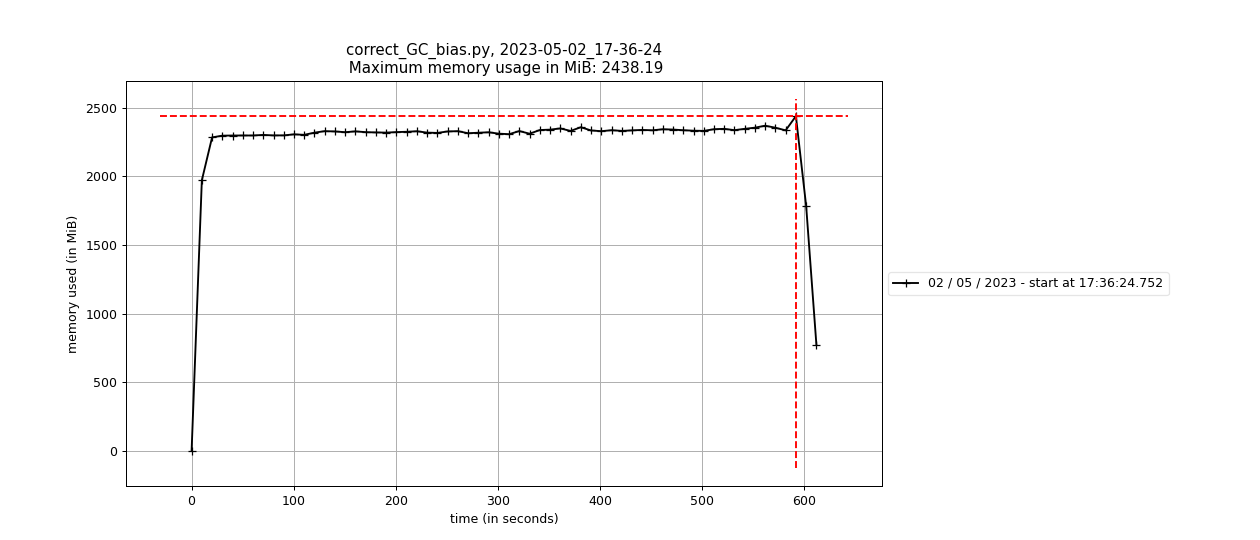 correct_GC_bias.py, 2023-05-02_17-36-24
Maximum memory usage in MiB: 2438.19
memory used (in MiB)
2500
2000
1500
1000
500
0
0 100 200 300 400 500 600
time (in seconds)
02 / 05 / 2023 - start at 17:36:24.752